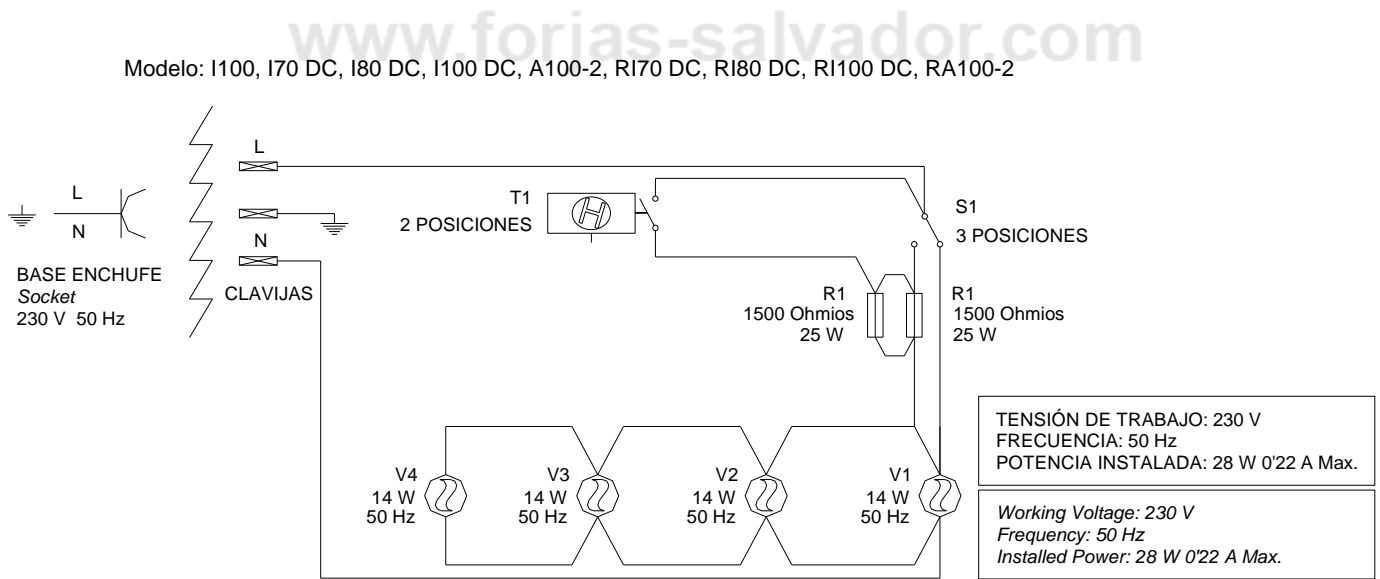 www.forjas-salvador.com
Modelo: I100, I70 DC, I80 DC, I100 DC, A100-2, RI70 DC, RI80 DC, RI100 DC, RA100-2
L
L
N
N
BASE ENCHUFE
Socket
230 V 50 Hz
CLAVIJAS
T1
2 POSICIONES
H
S1
3 POSICIONES
R1
1500 Ohmios
25 W
R1
1500 Ohmios
25 W
V4
14 W
50 Hz
V3
14 W
50 Hz
V2
14 W
50 Hz
V1
14 W
50 Hz
TENSIÓN DE TRABAJO: 230 V
FRECUENCIA: 50 Hz
POTENCIA INSTALADA: 28 W 0'22 A Max.
Working Voltage: 230 V
Frequency: 50 Hz
Installed Power: 28 W 0'22 A Max.